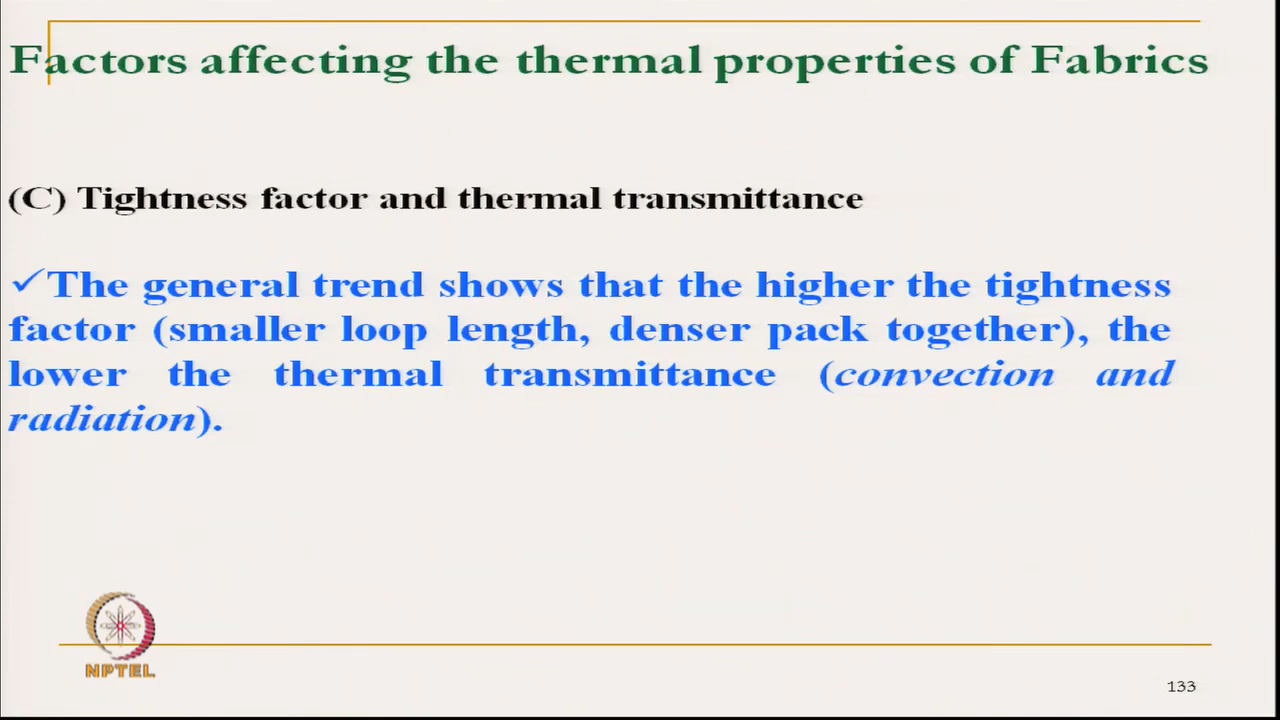 Factors affecting the thermal properties of Fabrics
(C) Tightness factor and thermal transmittance
✓The general trend shows that the higher the tightness
factor (smaller loop length, denser pack together), the
lower the thermal transmittance (convection and
radiation).
NPTEL
133